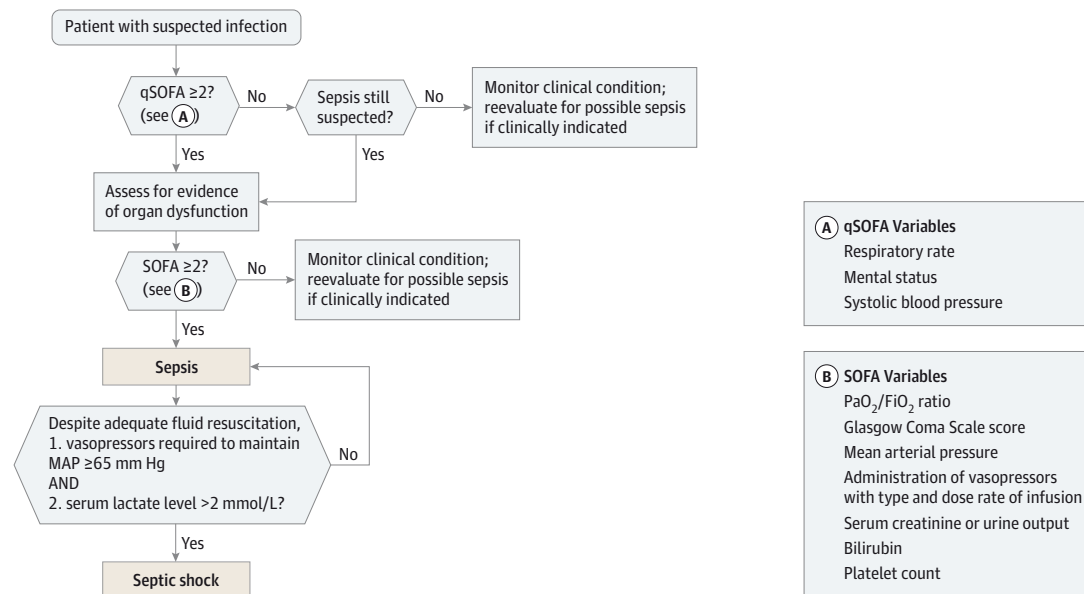 Patient with suspected infection
qSOFA ≥2?
(see A)
No
Sepsis still
suspected?
No
Monitor clinical condition;
reevaluate for possible sepsis
if clinically indicated
Yes
Yes
Assess for evidence
of organ dysfunction
SOFA ≥2?
(see B)
No
Monitor clinical condition;
reevaluate for possible sepsis
if clinically indicated
Yes
Sepsis
Despite adequate fluid resuscitation,
1. vasopressors required to maintain
MAP ≥65 mm Hg
AND
2. serum lactate level >2 mmol/L?
No
Yes
Septic shock
A qSOFA Variables
Respiratory rate
Mental status
Systolic blood pressure
B SOFA Variables
PaO₂/FiO₂ ratio
Glasgow Coma Scale score
Mean arterial pressure
Administration of vasopressors
with type and dose rate of infusion
Serum creatinine or urine output
Bilirubin
Platelet count